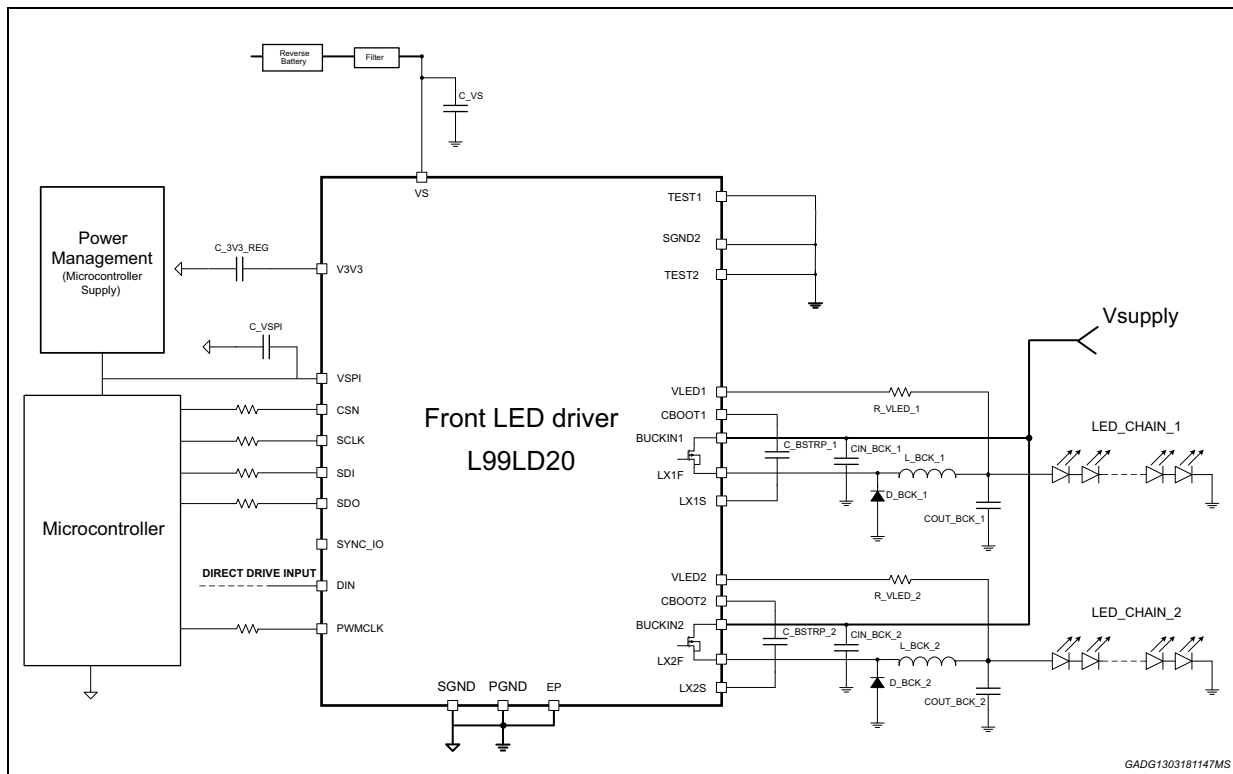 Reverse
Battery
Filter
C_VS
VS
Power
Management
(Microcontroller
Supply)
C_3V3_REG
V3V3
C_VSPI
VSPI
CSN
SCLK
SDI
SDO
SYNC_IO
DIRECT DRIVE INPUT
DIN
PWMCLK
Microcontroller
Front LED driver
L99LD20
SGND
PGND
EP
TEST1
SGND2
TEST2
Vsupply
VLED1
R_VLED_1
CBOOT1
BUCKIN1
C_BSTRP_1
CIN_BCK_1
L_BCK_1
LED_CHAIN_1
LX1F
D_BCK_1
LX1S
COUT_BCK_1
VLED2
R_VLED_2
CBOOT2
BUCKIN2
C_BSTRP_2
CIN_BCK_2
L_BCK_2
LED_CHAIN_2
LX2F
D_BCK_2
LX2S
COUT_BCK_2
GADG1303181147MS